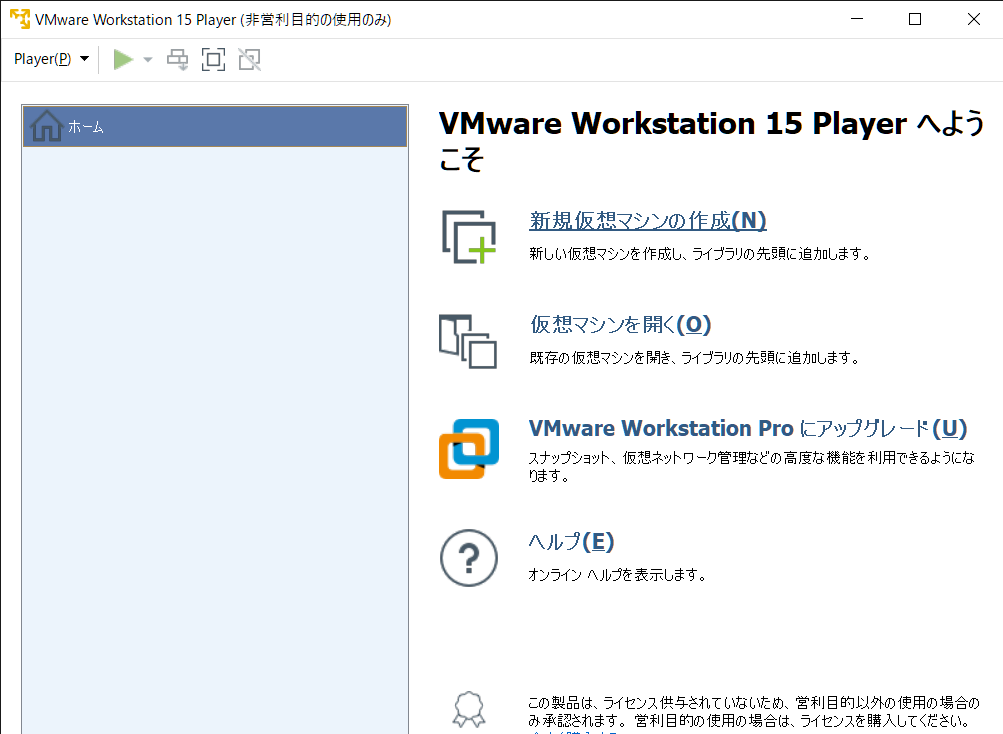 VMware Workstation 15 Player (非営利目的の使用のみ)
Player(P)
ホーム
VMware Workstation 15 Player へよう
こそ
新規仮想マシンの作成(N)
新しい仮想マシンを作成し、ライブラリの先頭に追加します。
仮想マシンを開く(O)
既存の仮想マシンを開き、ライブラリの先頭に追加します。
VMware Workstation Pro にアップグレード(U)
スナップショット、仮想ネットワーク管理などの高度な機能を利用できるようにな
ります。
ヘルプ(E)
オンライン ヘルプを表示します。
この製品は、ライセンス供与されていないため、営利目的以外の使用の場合の
み承認されます。営利目的の使用の場合は、ライセンスを購入してください。